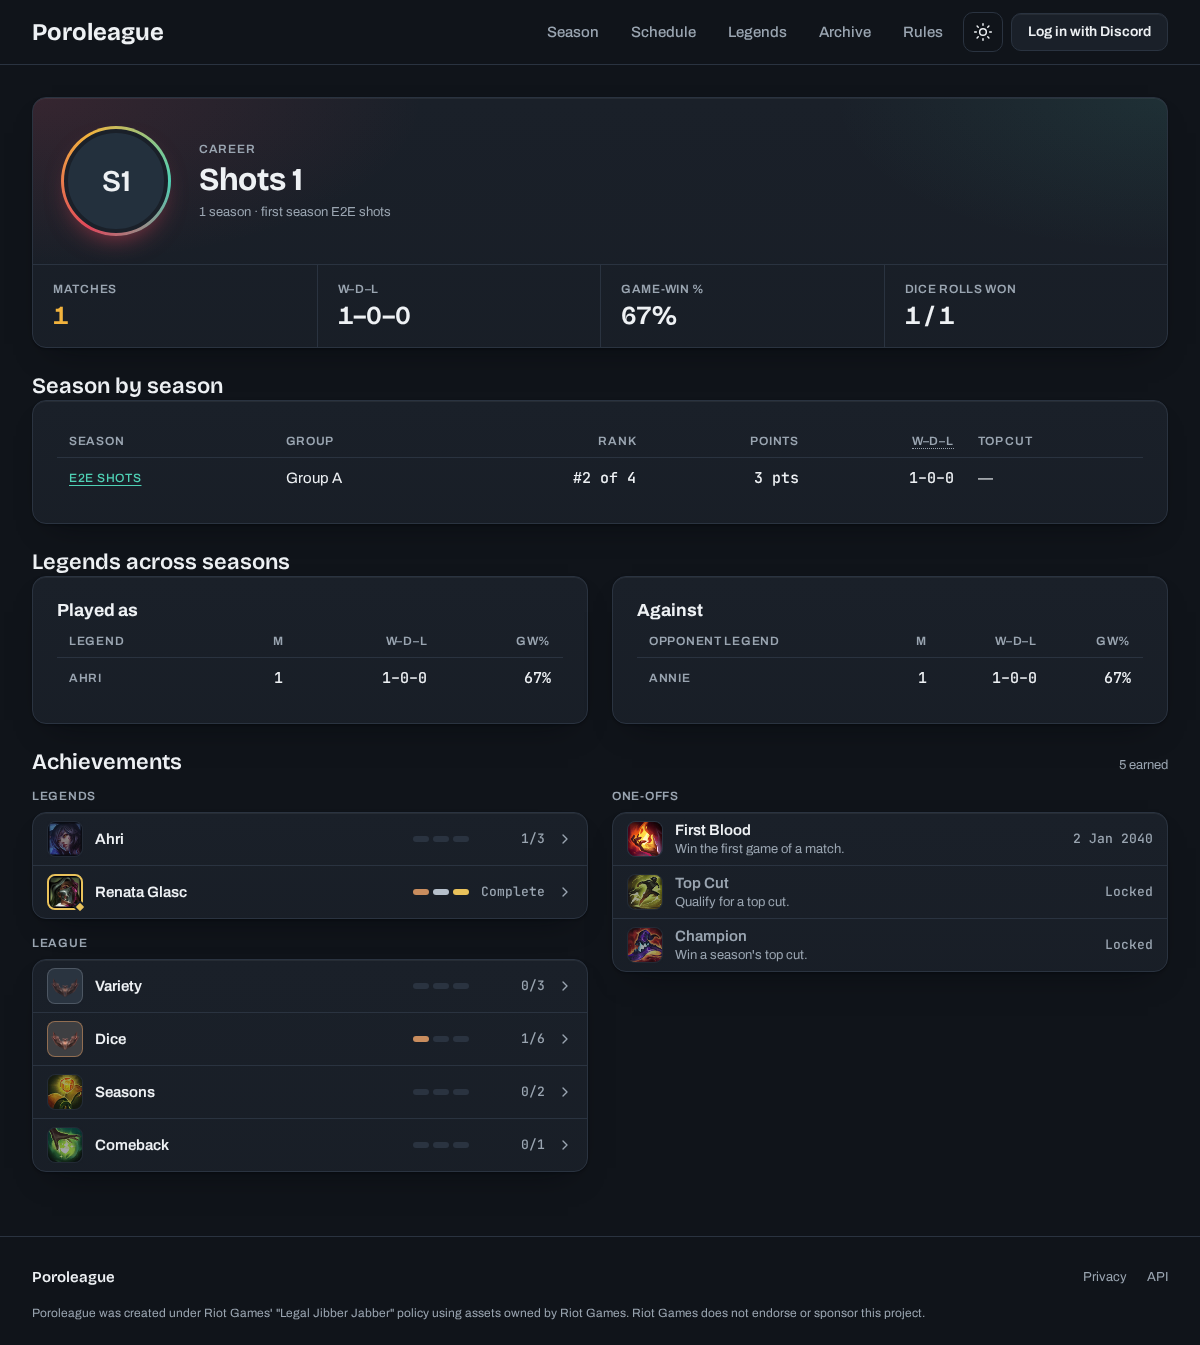 Poroleague
Season Schedule Legends Archive Rules Log in with Discord
S1
CAREER
Shots 1
1 season · first season E2E shots
MATCHES W–D–L GAME-WIN % DICE ROLLS WON
1 1–0–0 67% 1 / 1
Season by season
SEASON GROUP RANK POINTS W–D–L TOP CUT
E2E SHOTS Group A #2 of 4 3 pts 1–0–0 —
Legends across seasons
Played as
LEGEND M W–D–L GW%
AHRI 1 1–0–0 67%
Against
OPPONENT LEGEND M W–D–L GW%
ANNIE 1 1–0–0 67%
Achievements
5 earned
LEGENDS
Ahri 1/3
Renata Glasc Complete
LEAGUE
Variety 0/3
Dice 1/6
Seasons 0/2
Comeback 0/1
ONE-OFFS
First Blood 2 Jan 2040
Win the first game of a match.
Top Cut Locked
Qualify for a top cut.
Champion Locked
Win a season's top cut.
Poroleague
Privacy API
Poroleague was created under Riot Games' "Legal Jibber Jabber" policy using assets owned by Riot Games. Riot Games does not endorse or sponsor this project.